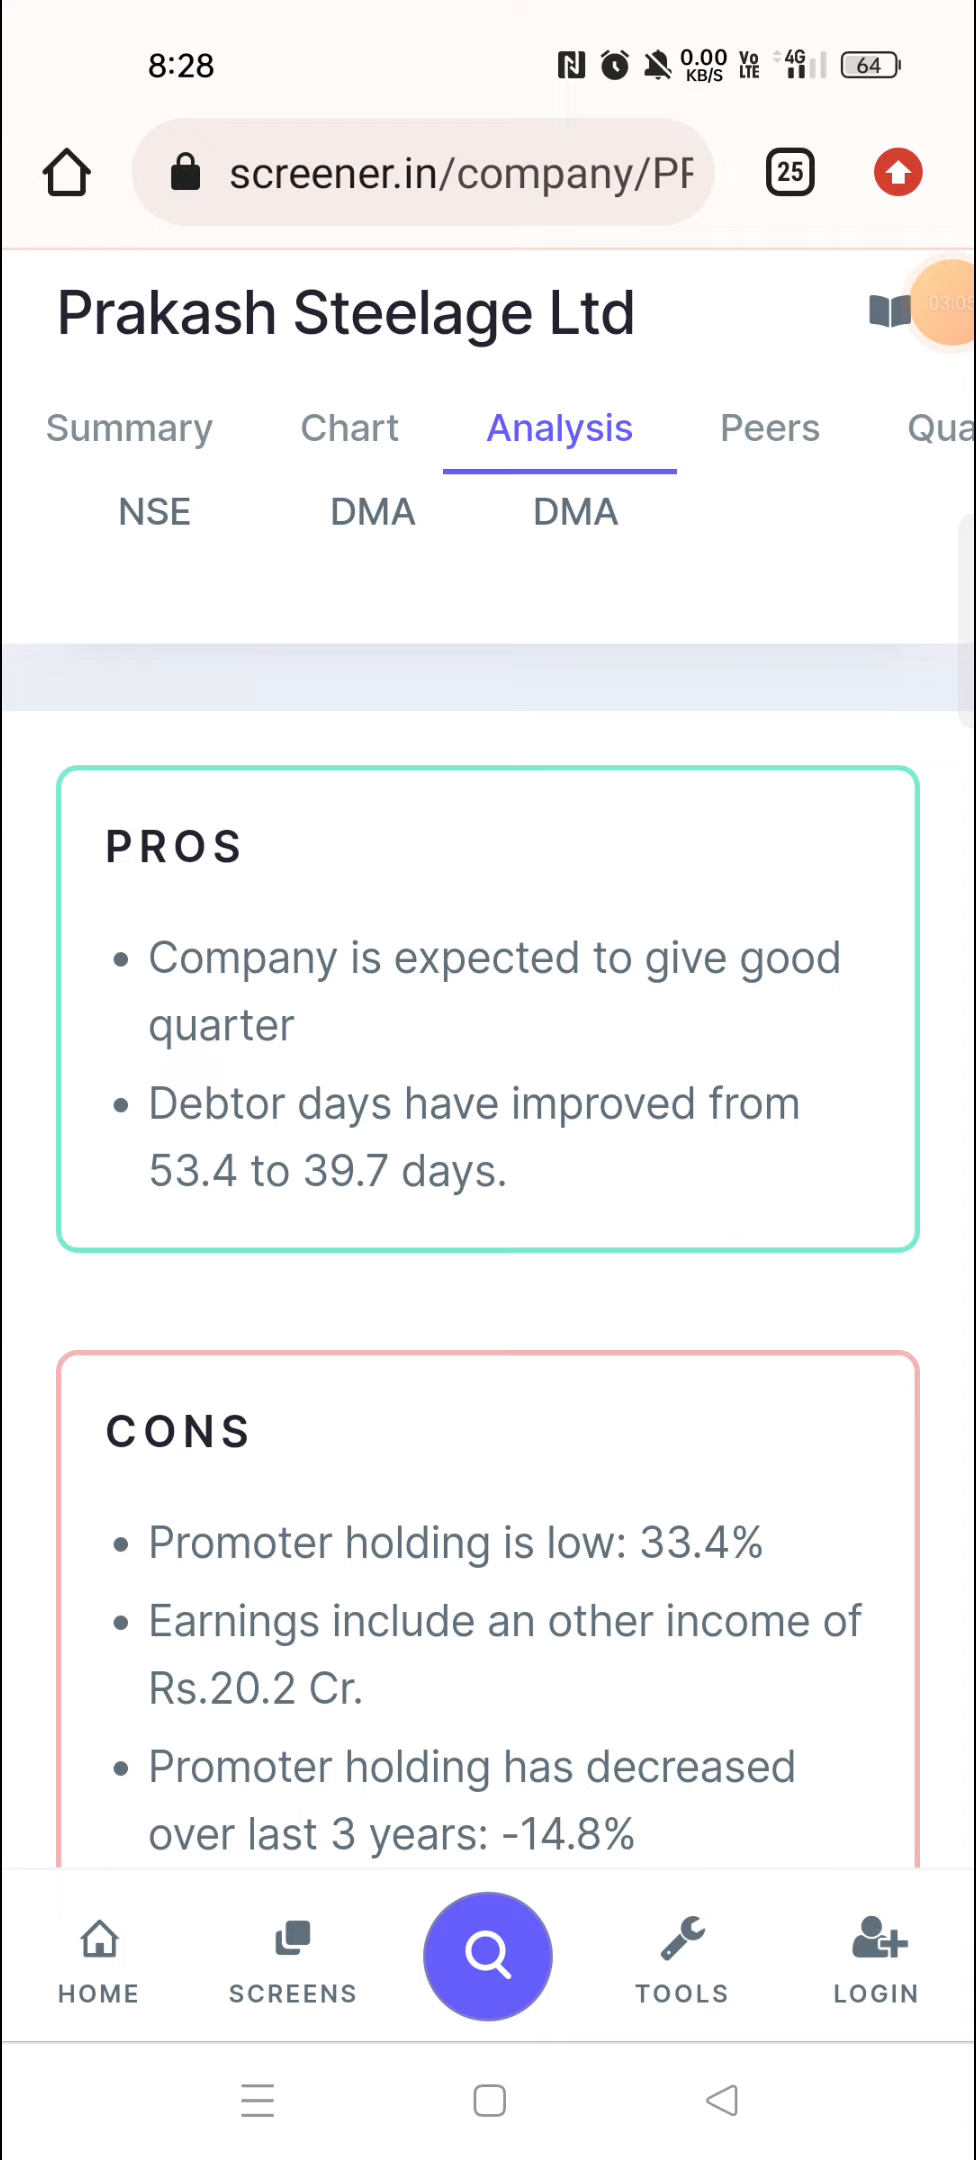 8:28
0.00
KB/S
Vo
LTE
4G
64
screener.in/company/PR
25
Prakash Steelage Ltd
03:05
Summary Chart Analysis Peers Qua
NSE DMA DMA
PROS
• Company is expected to give good
quarter
• Debtor days have improved from
53.4 to 39.7 days.
CONS
• Promoter holding is low: 33.4%
• Earnings include an other income of
Rs.20.2 Cr.
• Promoter holding has decreased
over last 3 years: -14.8%
HOME SCREENS TOOLS LOGIN